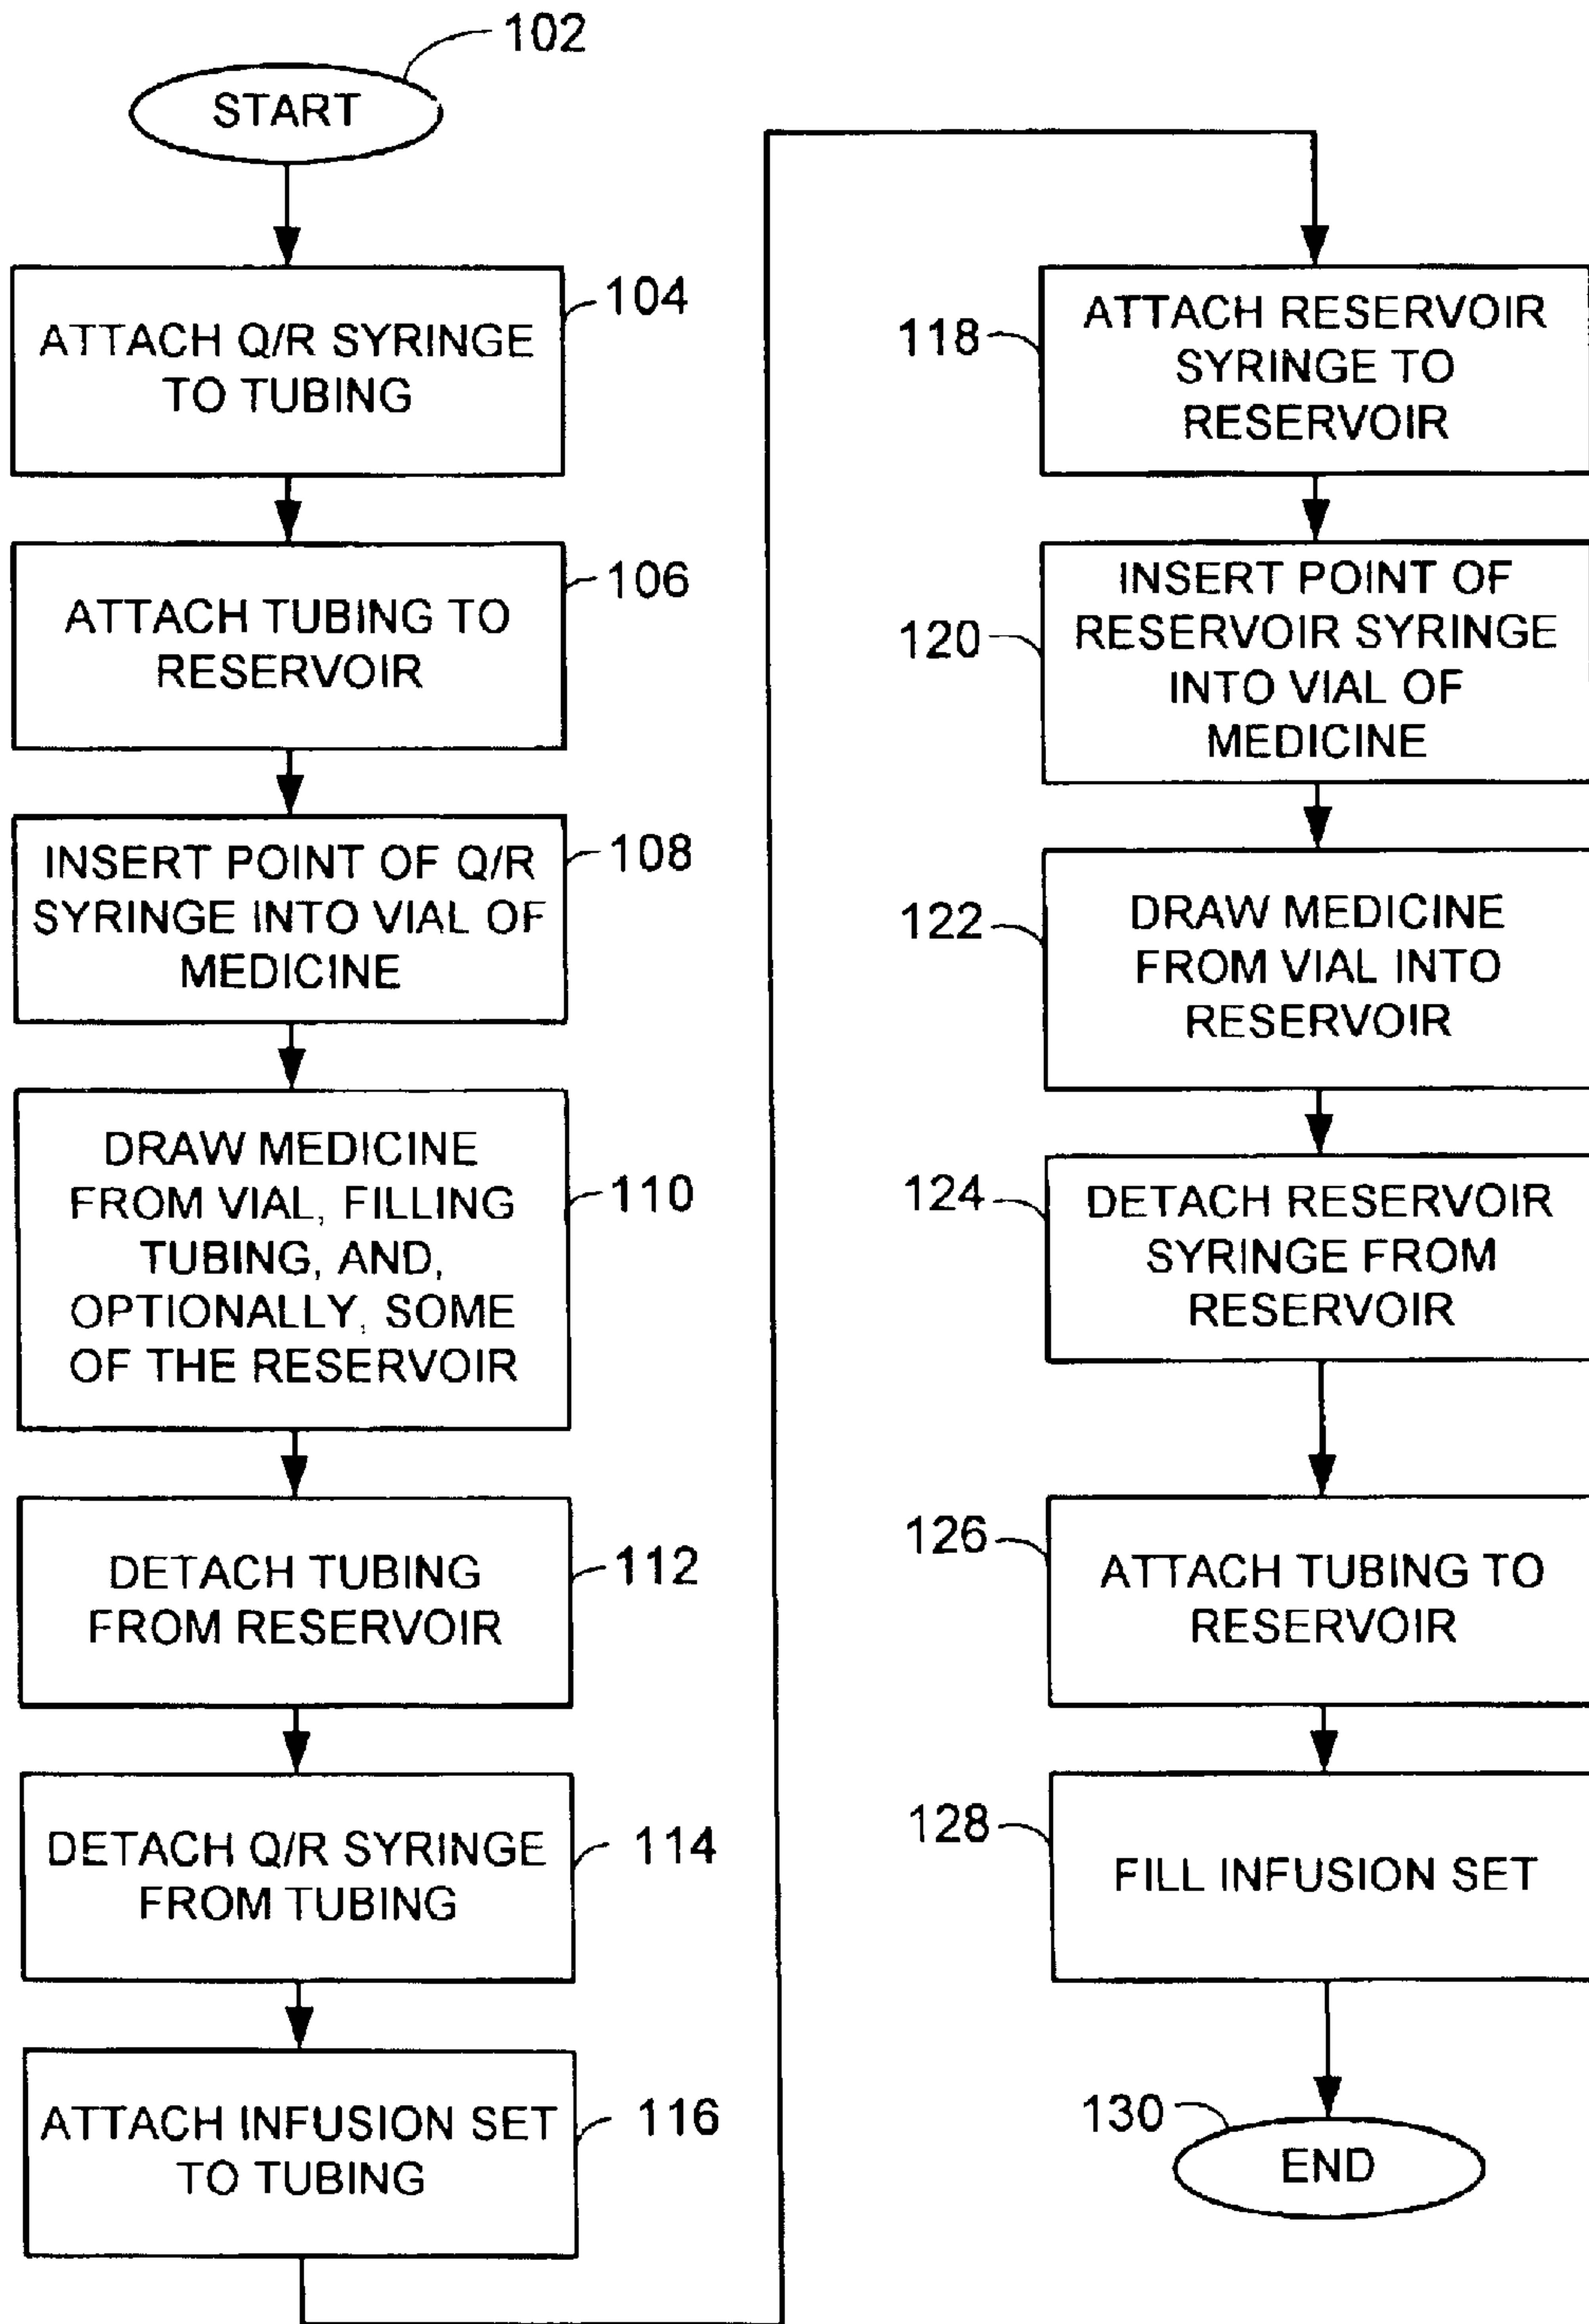 102
START
104
ATTACH Q/R SYRINGE
TO TUBING
106
ATTACH TUBING TO
RESERVOIR
108
INSERT POINT OF Q/R
SYRINGE INTO VIAL OF
MEDICINE
110
DRAW MEDICINE
FROM VIAL, FILLING
TUBING, AND,
OPTIONALLY, SOME
OF THE RESERVOIR
112
DETACH TUBING
FROM RESERVOIR
114
DETACH Q/R SYRINGE
FROM TUBING
116
ATTACH INFUSION SET
TO TUBING
118
ATTACH RESERVOIR
SYRINGE TO
RESERVOIR
120
INSERT POINT OF
RESERVOIR SYRINGE
INTO VIAL OF
MEDICINE
122
DRAW MEDICINE
FROM VIAL INTO
RESERVOIR
124
DETACH RESERVOIR
SYRINGE FROM
RESERVOIR
126
ATTACH TUBING TO
RESERVOIR
128
FILL INFUSION SET
130
END